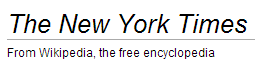 The New York Times
From Wikipedia, the free encyclopedia